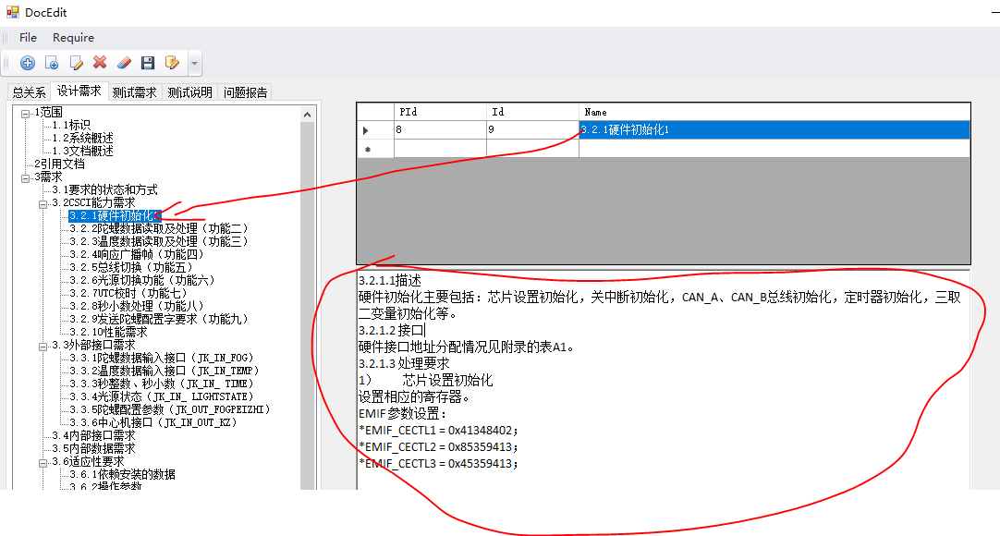 DocEdit
File Require
总关系 设计需求 测试需求 测试说明 问题报告
1范围
1.1标识
1.2系统概述
1.3文档概述
2引用文档
3需求
3.1要求的状态和方式
3.2CSCI能力需求
3.2.1硬件初始化
3.2.2陀螺数据读取及处理（功能二）
3.2.3温度数据读取及处理（功能三）
3.2.4响应广播帧（功能四）
3.2.5总线切换（功能五）
3.2.6光源切换功能（功能六）
3.2.7UTC校时（功能七）
3.2.8秒小数处理（功能八）
3.2.9发送陀螺配置字要求（功能九）
3.2.10性能需求
3.3外部接口需求
3.3.1陀螺数据输入接口（JK_IN_FOG）
3.3.2温度数据输入接口（JK_IN_TEMP）
3.3.3秒整数、秒小数（JK_IN_ TIME）
3.3.4光源状态（JK_IN_ LIGHTSTATE）
3.3.5陀螺配置参数（JK_OUT_FOGPEIZHI）
3.3.6中心机接口（JK_IN_OUT_KZ）
3.4内部接口需求
3.5内部数据需求
3.6适应性要求
3.6.1依赖安装的数据
3.6.2操作参数
PId Id Name
8 9 3.2.1硬件初始化1
3.2.1.1描述
硬件初始化主要包括：芯片设置初始化，关中断初始化，CAN_A、CAN_B总线初始化，定时器初始化，三取
二变量初始化等。
3.2.1.2 接口
硬件接口地址分配情况见附录的表A1。
3.2.1.3 处理要求
1） 芯片设置初始化
设置相应的寄存器。
EMIF 参数设置：
*EMIF_CECTL1 = 0x41348402；
*EMIF_CECTL2 = 0x85359413；
*EMIF_CECTL3 = 0x45359413；